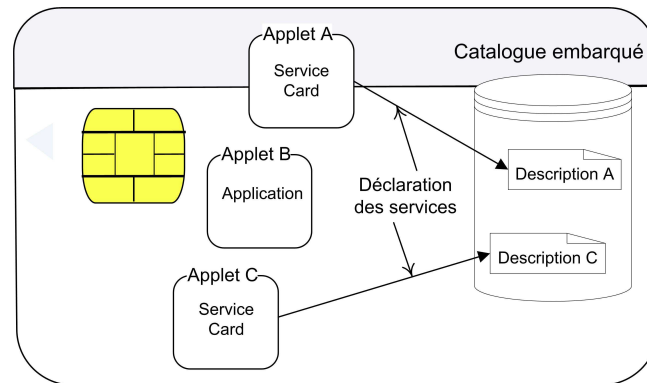 Applet A
Service
Card
Catalogue embarqué
Applet B
Application
Déclaration
des services
Description A
Description C
Applet C
Service
Card